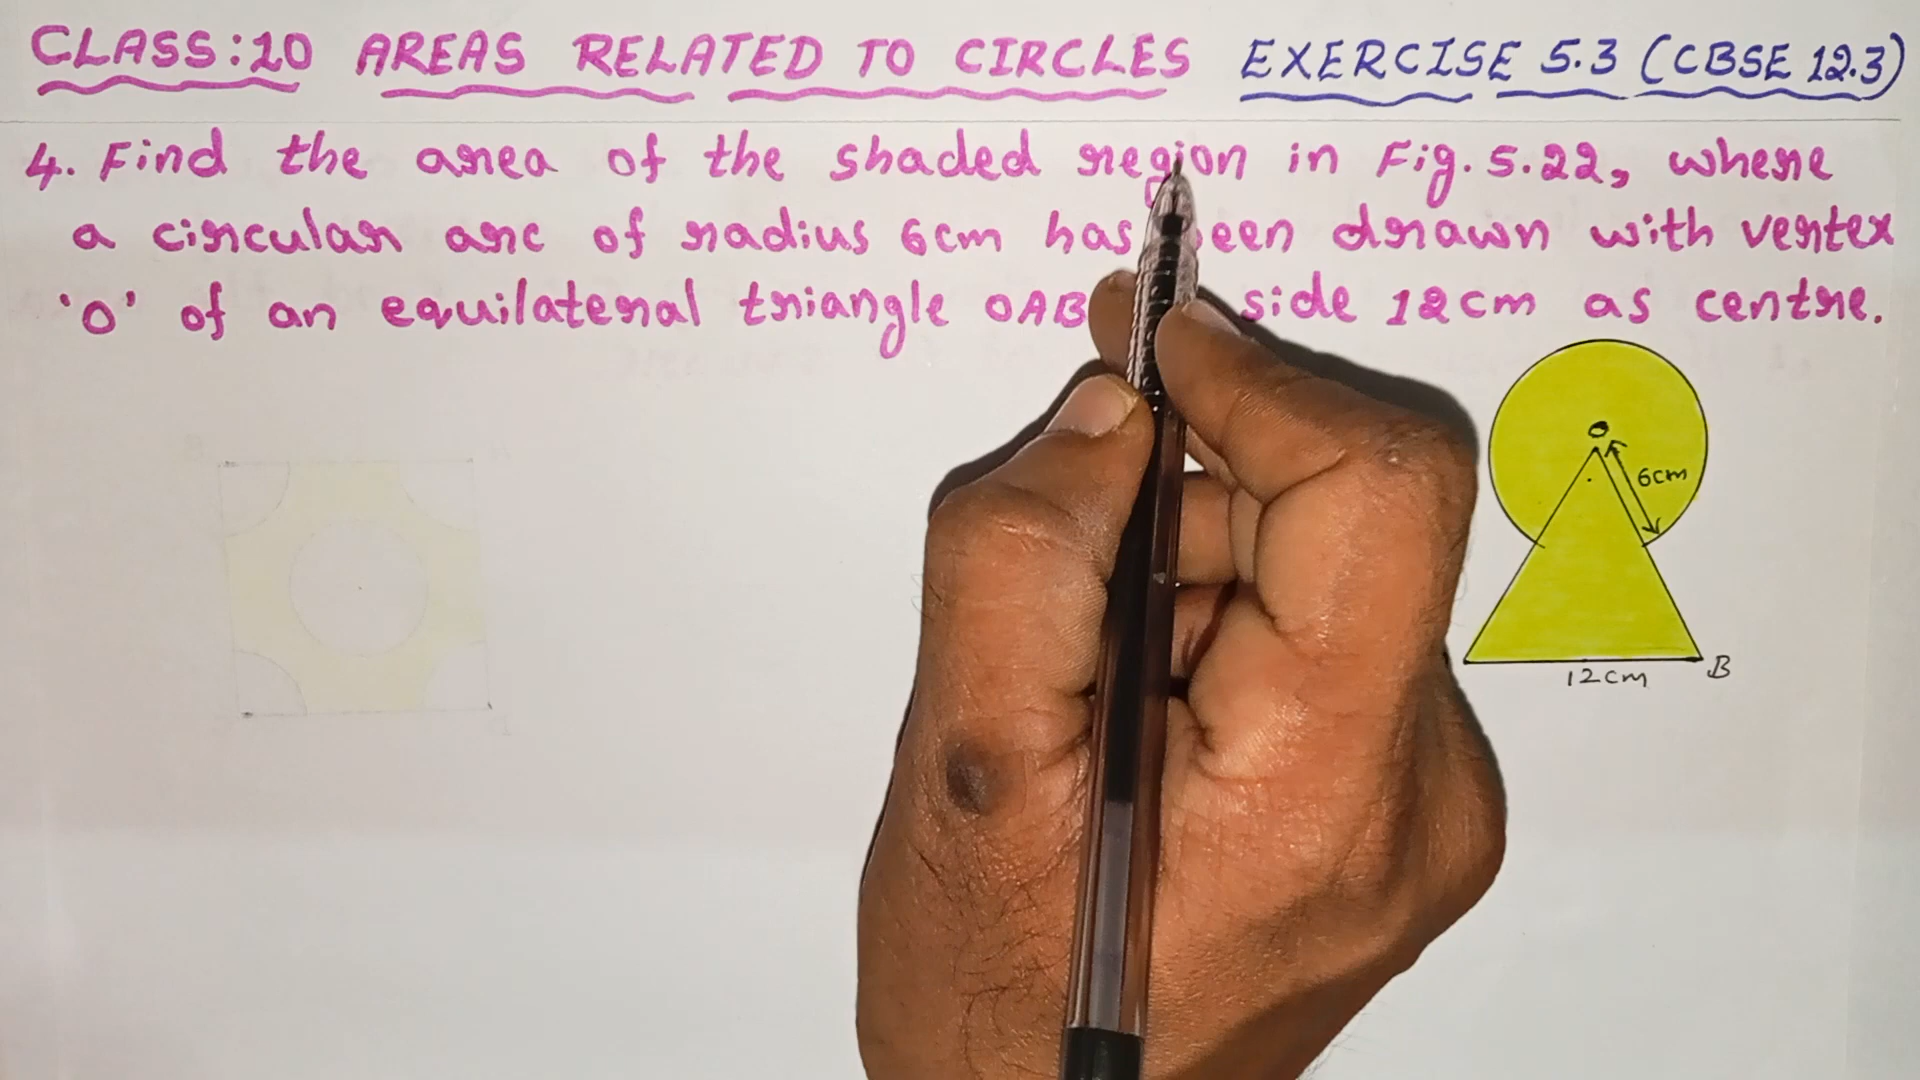 CLASS:10 AREAS RELATED TO CIRCLES EXERCISE 5.3 (CBSE 12.3)
4. Find the area of the shaded region in Fig. 5.22, where
a circular arc of radius 6cm has been drawn with vertex
'O' of an equilateral triangle OAB side 12cm as centre.
O
6cm
B
12cm